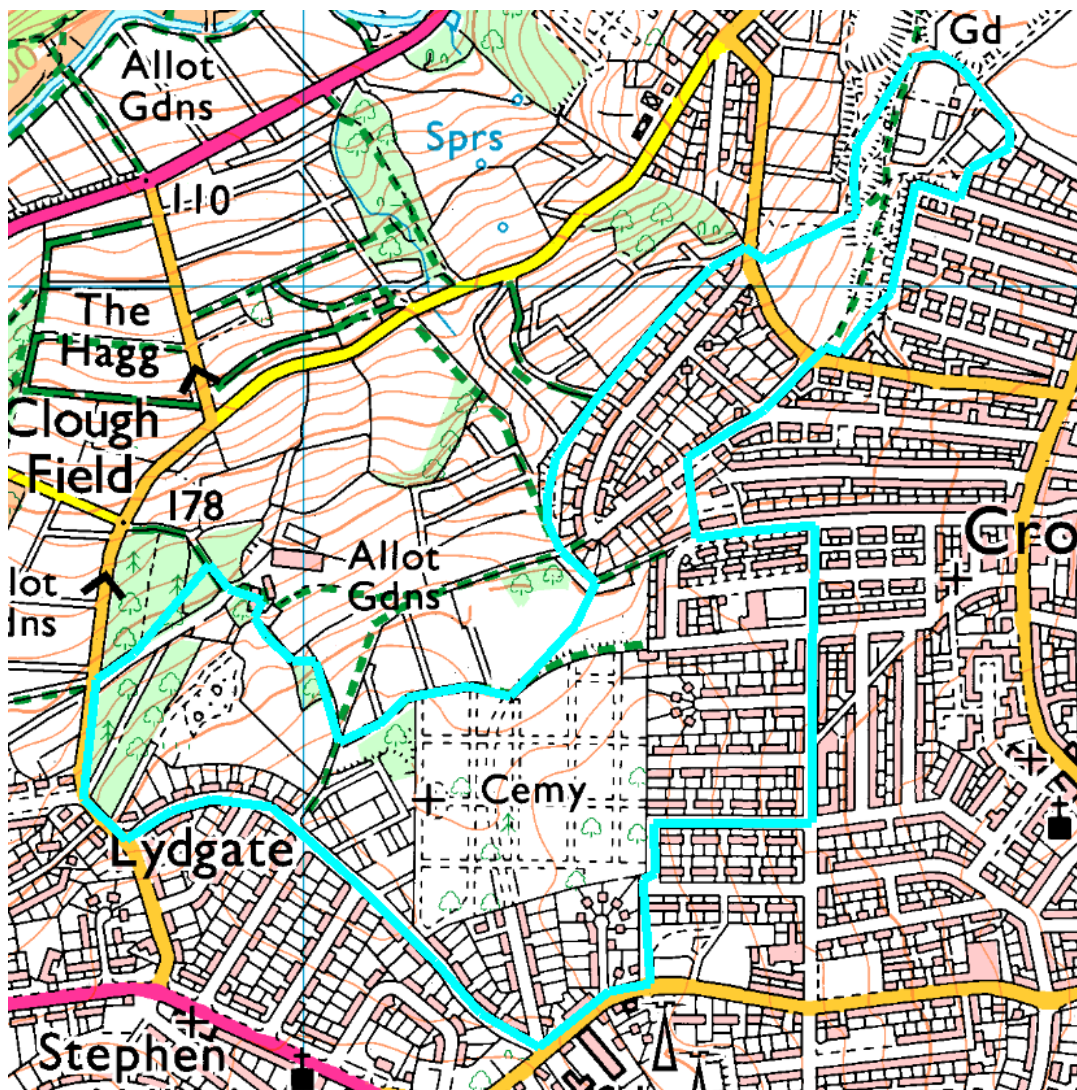 Gd
Allot
Gdns
Sprs
110
The
Hagg
Clough
Field
178
Cro
Allot
Gdns
lot
dns
Cemy
Lydgate
Stephen